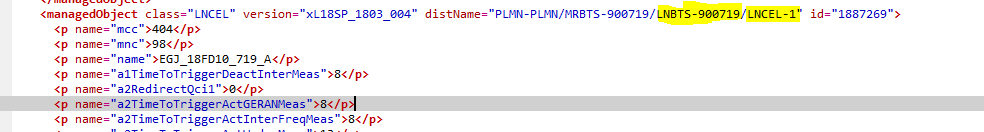 </managedObject>
<managedObject class="LNCEL" version="xL18SP_1803_004" distName="PLMN-PLMN/MRBTS-900719/LNBTS-900719/LNCEL-1" id="1887269">
<p name="mcc">404</p>
<p name="mnc">98</p>
<p name="name">EGJ_18FD10_719_A</p>
<p name="a1TimeToTriggerDeactInterMeas">8</p>
<p name="a2RedirectQci1">0</p>
<p name="a2TimeToTriggerActGERANMeas">8</p>
<p name="a2TimeToTriggerActInterFreqMeas">8</p>